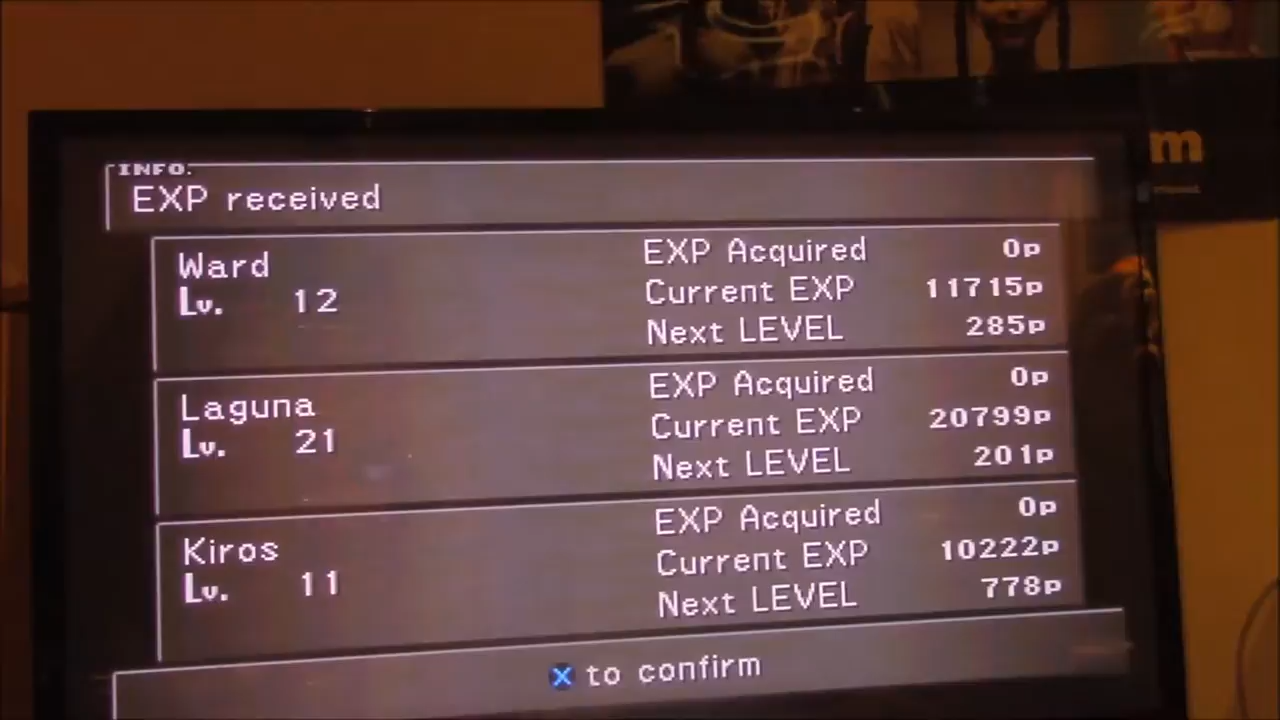 INFO.
EXP received
Ward
Lv. 12
EXP Acquired 0p
Current EXP 11715p
Next LEVEL 285p
Laguna
Lv. 21
EXP Acquired 0p
Current EXP 20799p
Next LEVEL 201p
Kiros
Lv. 11
EXP Acquired 0p
Current EXP 10222p
Next LEVEL 778p
X to confirm
m